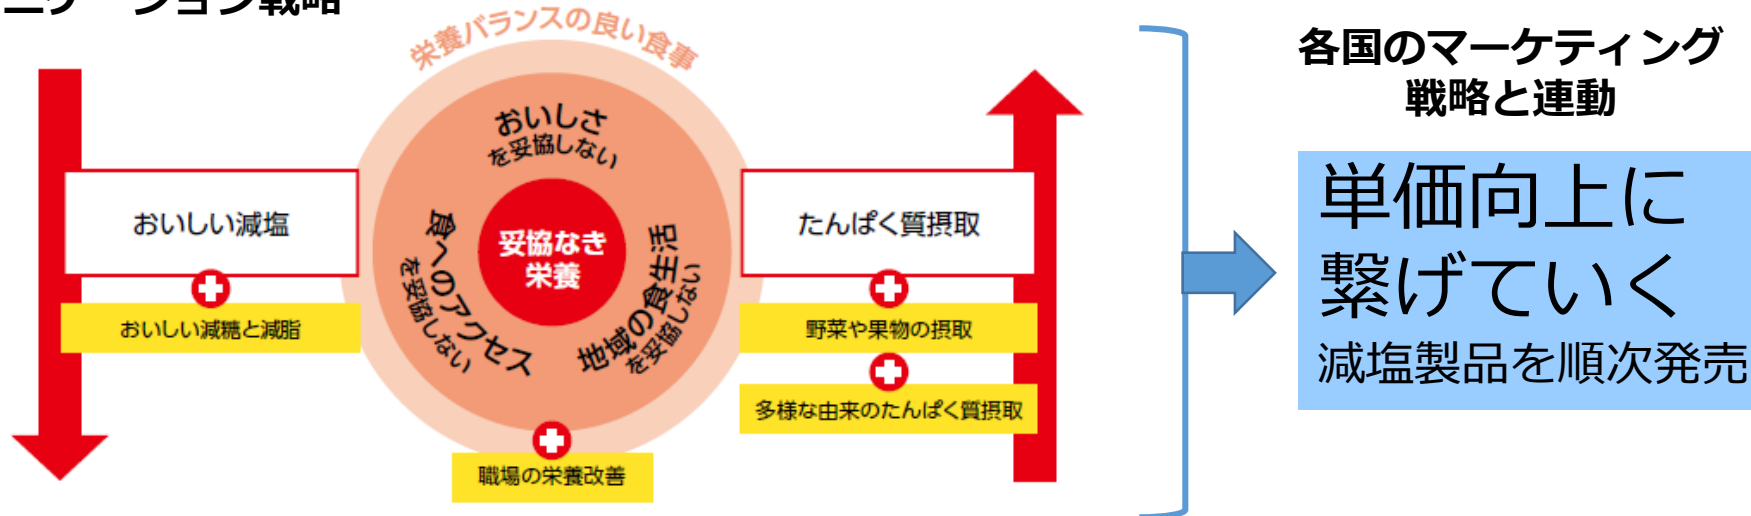 栄養バランスの良い食事
おいしさ
を妥協しない
食へのアクセス
を妥協しない
地域の食生活
を妥協しない
妥協なき
栄養
おいしい減塩
おいしい減糖と減脂
職場の栄養改善
たんぱく質摂取
野菜や果物の摂取
多様な由来のたんぱく質摂取
各国のマーケティング
戦略と連動
単価向上に
繋げていく
減塩製品を順次発売